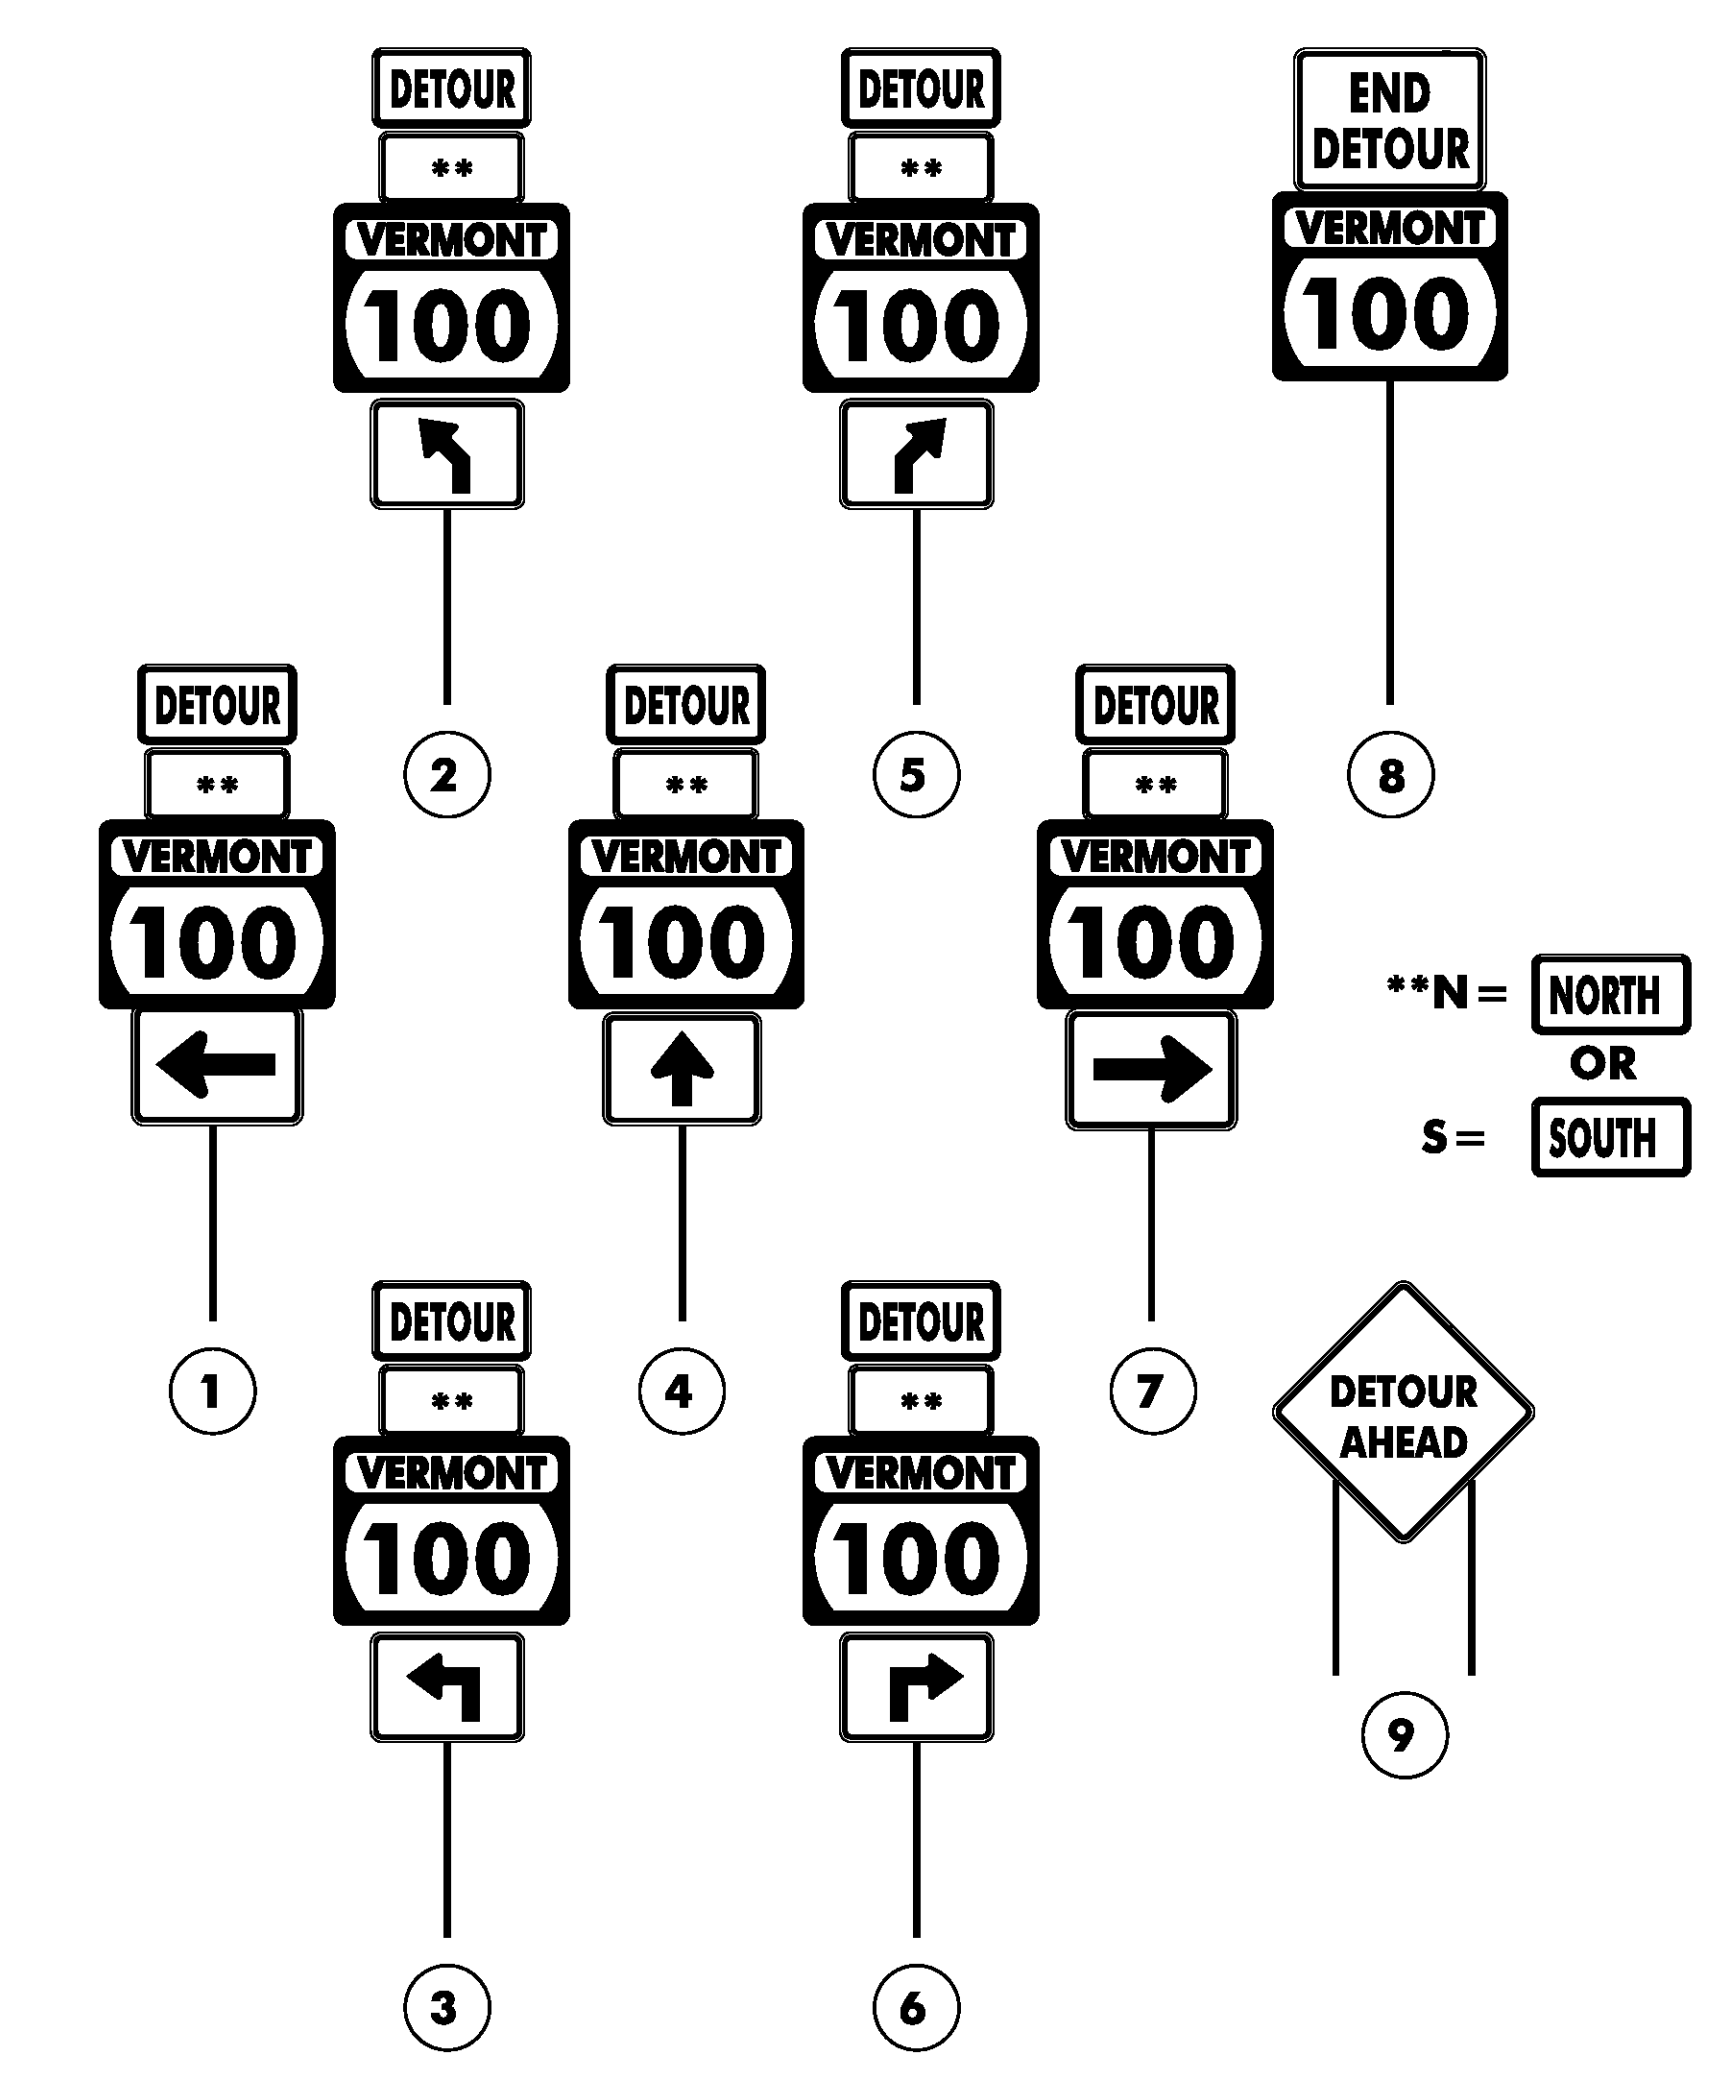 DETOUR
**
VERMONT
100
2
DETOUR
**
VERMONT
100
5
END
DETOUR
VERMONT
100
8
DETOUR
**
VERMONT
100
1
DETOUR
**
VERMONT
100
4
DETOUR
**
VERMONT
100
7
**N = NORTH
OR
S = SOUTH
DETOUR
**
VERMONT
100
3
DETOUR
**
VERMONT
100
6
DETOUR
AHEAD
9